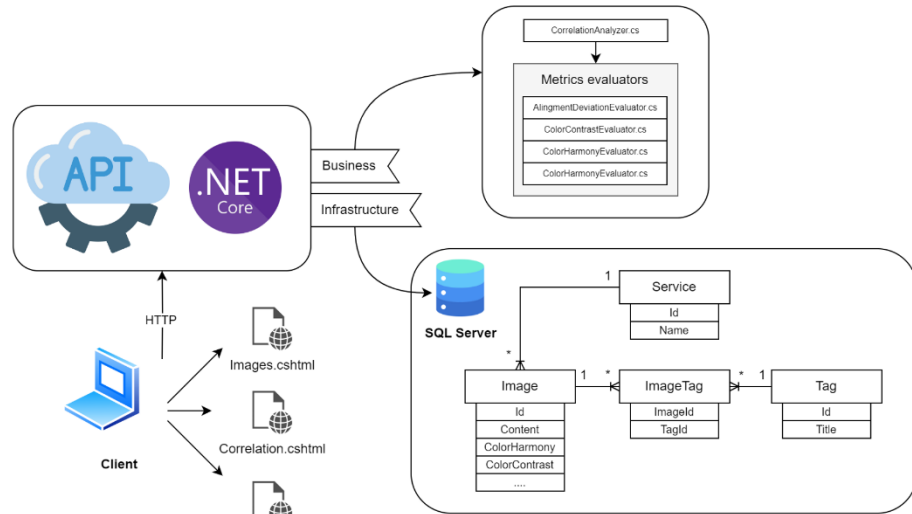 CorrelationAnalyzer.cs
Metrics evaluators
AlingmentDeviationEvaluator.cs
ColorContrastEvaluator.cs
ColorHarmonyEvaluator.cs
ColorHarmonyEvaluator.cs
API
.NET
Core
Business
Infrastructure
HTTP
Client
Images.cshtml
Correlation.cshtml
SQL Server
1
Service
Id
Name
*
Image
1
*
ImageTag
*
1
Tag
Id
Content
ColorHarmony
ColorContrast
....
ImageId
TagId
Id
Title